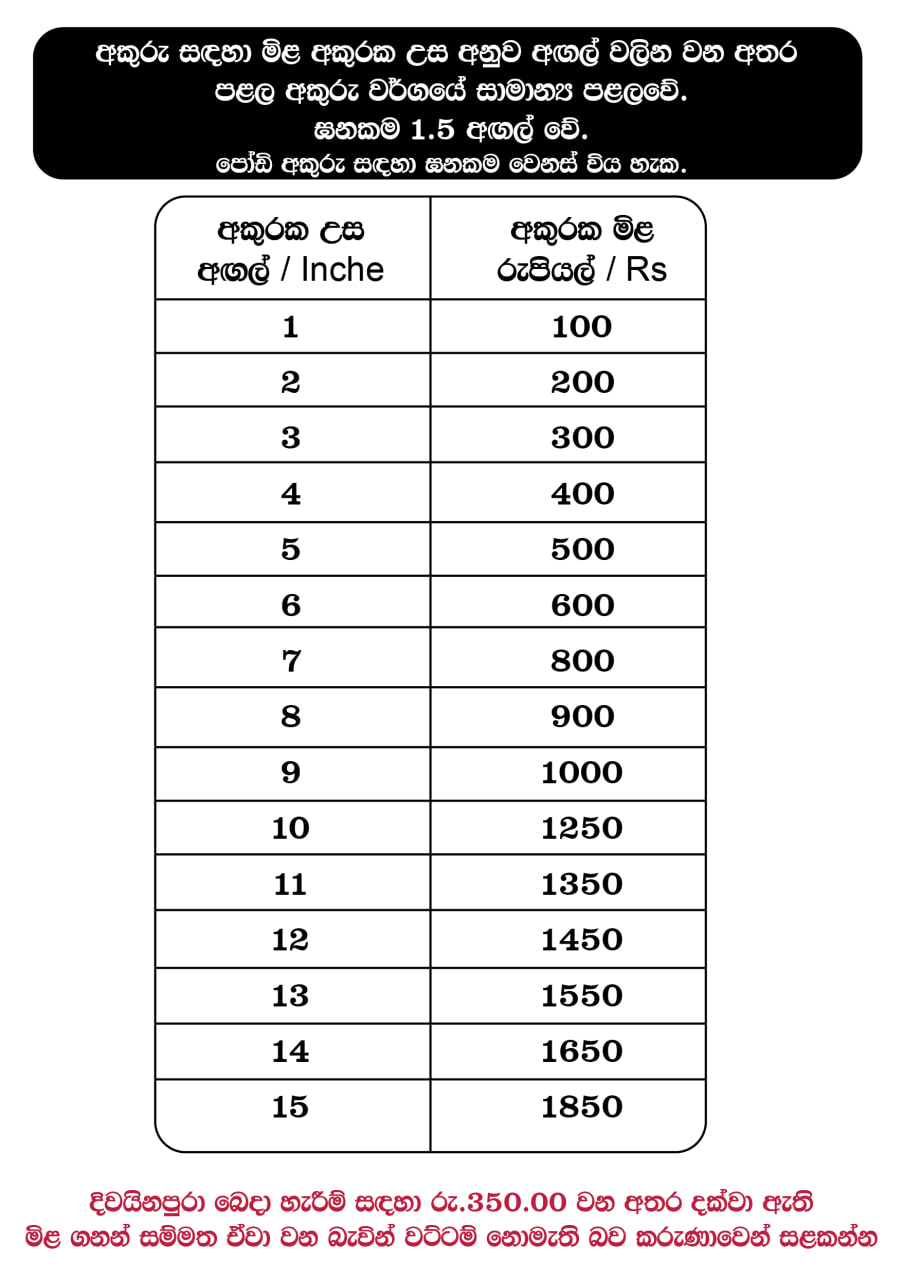 අකුරු සඳහා මිළ අකුරක උස අනුව අඟල් වලින වන අතර
පළල අකුරු වර්ගයේ සාමාන්‍ය පළලවේ.
ඝනකම 1.5 අඟල් වේ.
පෝඩි අකුරු සඳහා ඝනකම වෙනස් විය හැක.
අකුරක උස අකුරක මිළ
අඟල් / Inche රුපියල් / Rs
1 100
2 200
3 300
4 400
5 500
6 600
7 800
8 900
9 1000
10 1250
11 1350
12 1450
13 1550
14 1650
15 1850
දිවයිනපුරා බෙදා හැරීම් සඳහා රු.350.00 වන අතර දක්වා ඇති
මිළ ගනන් සම්මත ඒවා වන බැවින් වට්ටම් නොමැති බව කරුණාවෙන් සළකන්න